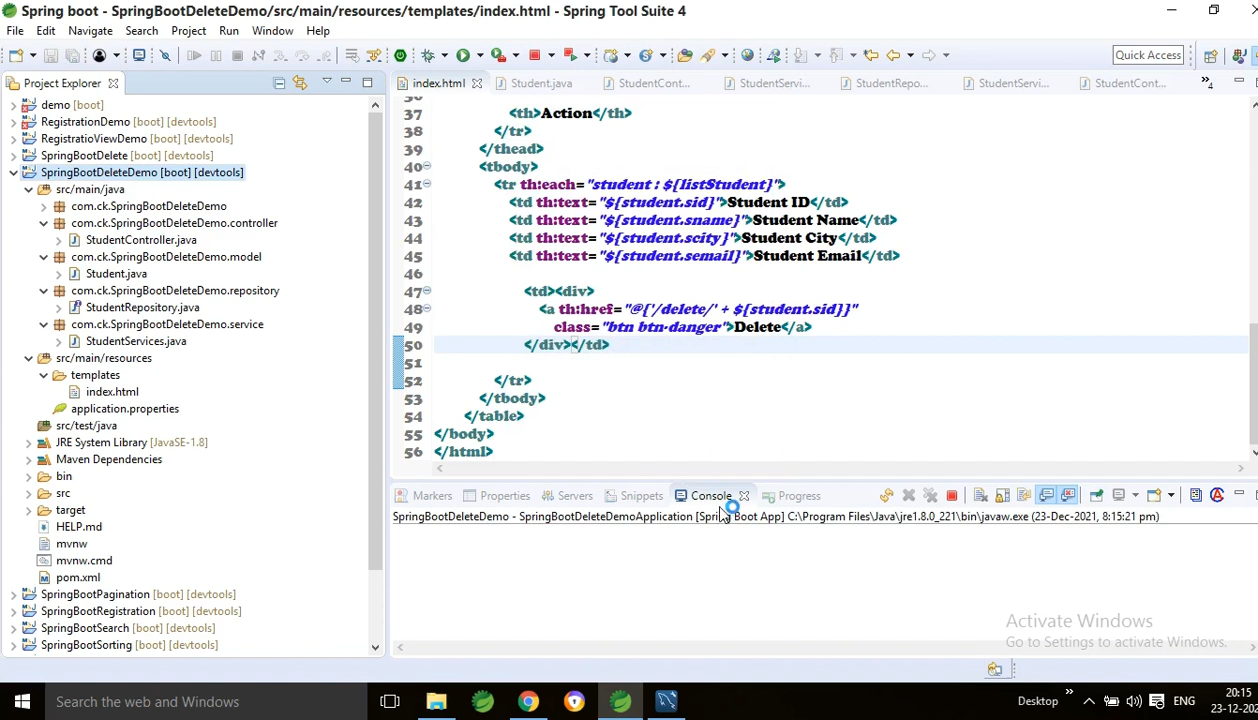 Spring boot - SpringBootDeleteDemo/src/main/resources/templates/index.html - Spring Tool Suite 4
File Edit Navigate Search Project Run Window Help
Quick Access
Project Explorer
demo [boot]
RegistrationDemo [boot] [devtools]
RegistratioViewDemo [boot] [devtools]
SpringBootDelete [boot] [devtools]
SpringBootDeleteDemo [boot] [devtools]
src/main/java
com.ck.SpringBootDeleteDemo
com.ck.SpringBootDeleteDemo.controller
StudentController.java
com.ck.SpringBootDeleteDemo.model
Student.java
com.ck.SpringBootDeleteDemo.repository
StudentRepository.java
com.ck.SpringBootDeleteDemo.service
StudentServices.java
src/main/resources
templates
index.html
application.properties
src/test/java
JRE System Library [JavaSE-1.8]
Maven Dependencies
bin
src
target
HELP.md
mvnw
mvnw.cmd
pom.xml
SpringBootPagination [boot] [devtools]
SpringBootRegistration [boot] [devtools]
SpringBootSearch [boot] [devtools]
SpringBootSorting [boot] [devtools]
index.html Student.java StudentCont... StudentServi... StudentRepo... StudentServi... StudentCont... »4
37 <th>Action</th>
38 </tr>
39 </thead>
40 <tbody>
41 <tr th:each="student : ${listStudent}">
42 <td th:text="${student.sid}">Student ID</td>
43 <td th:text="${student.sname}">Student Name</td>
44 <td th:text="${student.scity}">Student City</td>
45 <td th:text="${student.semail}">Student Email</td>
46
47 <td><div>
48 <a th:href="@{'/delete/' + ${student.sid}}"
49 class="btn btn-danger">Delete</a>
50 </div></td>
51
52 </tr>
53 </tbody>
54 </table>
55 </body>
56 </html>
Markers Properties Servers Snippets Console Progress
SpringBootDeleteDemo - SpringBootDeleteDemoApplication [Spring Boot App] C:\Program Files\Java\jre1.8.0_221\bin\javaw.exe (23-Dec-2021, 8:15:21 pm)
Activate Windows
Go to Settings to activate Windows.
Search the web and Windows
Desktop » ENG
20:15
23-12-202